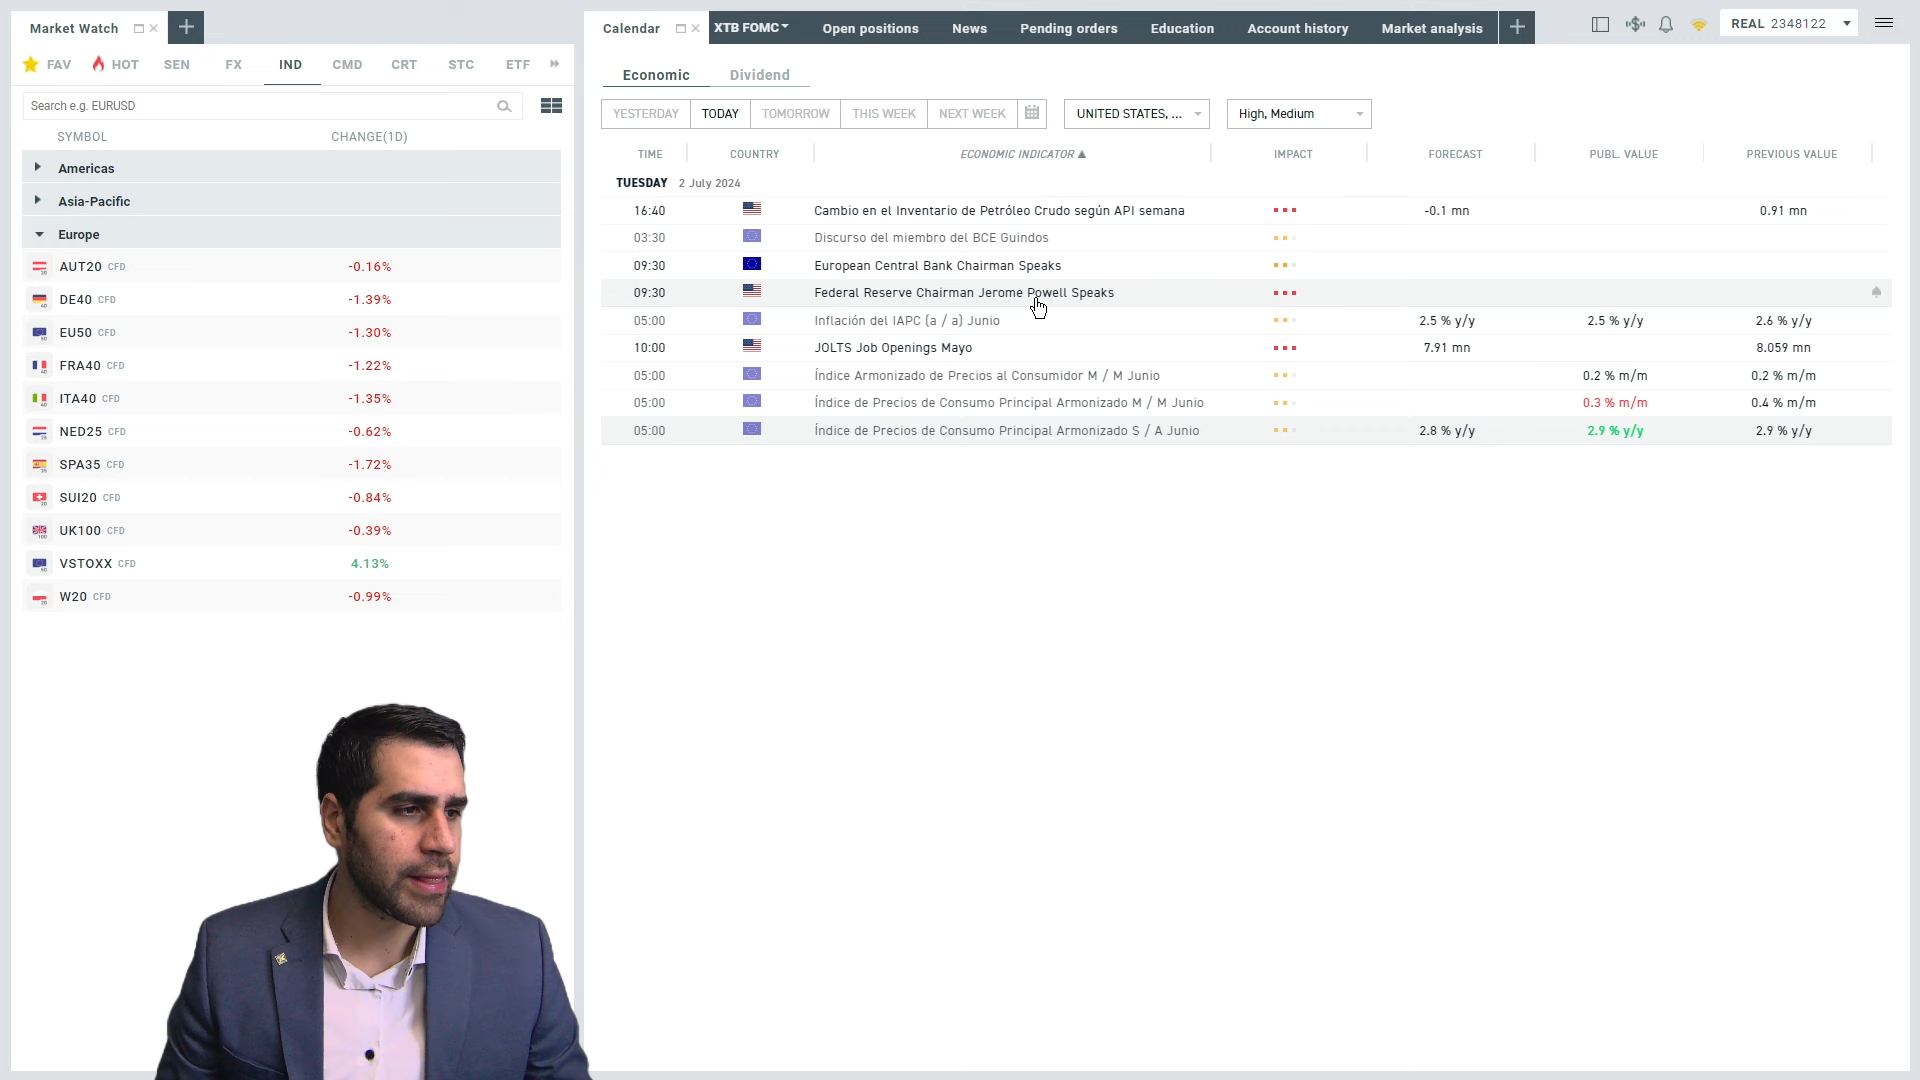 Market Watch
FAV HOT SEN FX IND CMD CRT STC ETF
Search e.g. EURUSD
SYMBOL CHANGE(1D)
Americas
Asia-Pacific
Europe
AUT20 CFD -0.16%
DE40 CFD -1.39%
EU50 CFD -1.30%
FRA40 CFD -1.22%
ITA40 CFD -1.35%
NED25 CFD -0.62%
SPA35 CFD -1.72%
SUI20 CFD -0.84%
UK100 CFD -0.39%
VSTOXX CFD 4.13%
W20 CFD -0.99%
Calendar XTB FOMC Open positions News Pending orders Education Account history Market analysis REAL 2348122
Economic Dividend
YESTERDAY TODAY TOMORROW THIS WEEK NEXT WEEK UNITED STATES, ... High, Medium
TIME COUNTRY ECONOMIC INDICATOR ▲ IMPACT FORECAST PUBL. VALUE PREVIOUS VALUE
TUESDAY 2 July 2024
16:40 Cambio en el Inventario de Petróleo Crudo según API semana -0.1 mn 0.91 mn
03:30 Discurso del miembro del BCE Guindos
09:30 European Central Bank Chairman Speaks
09:30 Federal Reserve Chairman Jerome Powell Speaks
05:00 Inflación del IAPC (a / a) Junio 2.5 % y/y 2.5 % y/y 2.6 % y/y
10:00 JOLTS Job Openings Mayo 7.91 mn 8.059 mn
05:00 Índice Armonizado de Precios al Consumidor M / M Junio 0.2 % m/m 0.2 % m/m
05:00 Índice de Precios de Consumo Principal Armonizado M / M Junio 0.3 % m/m 0.4 % m/m
05:00 Índice de Precios de Consumo Principal Armonizado S / A Junio 2.8 % y/y 2.9 % y/y 2.9 % y/y